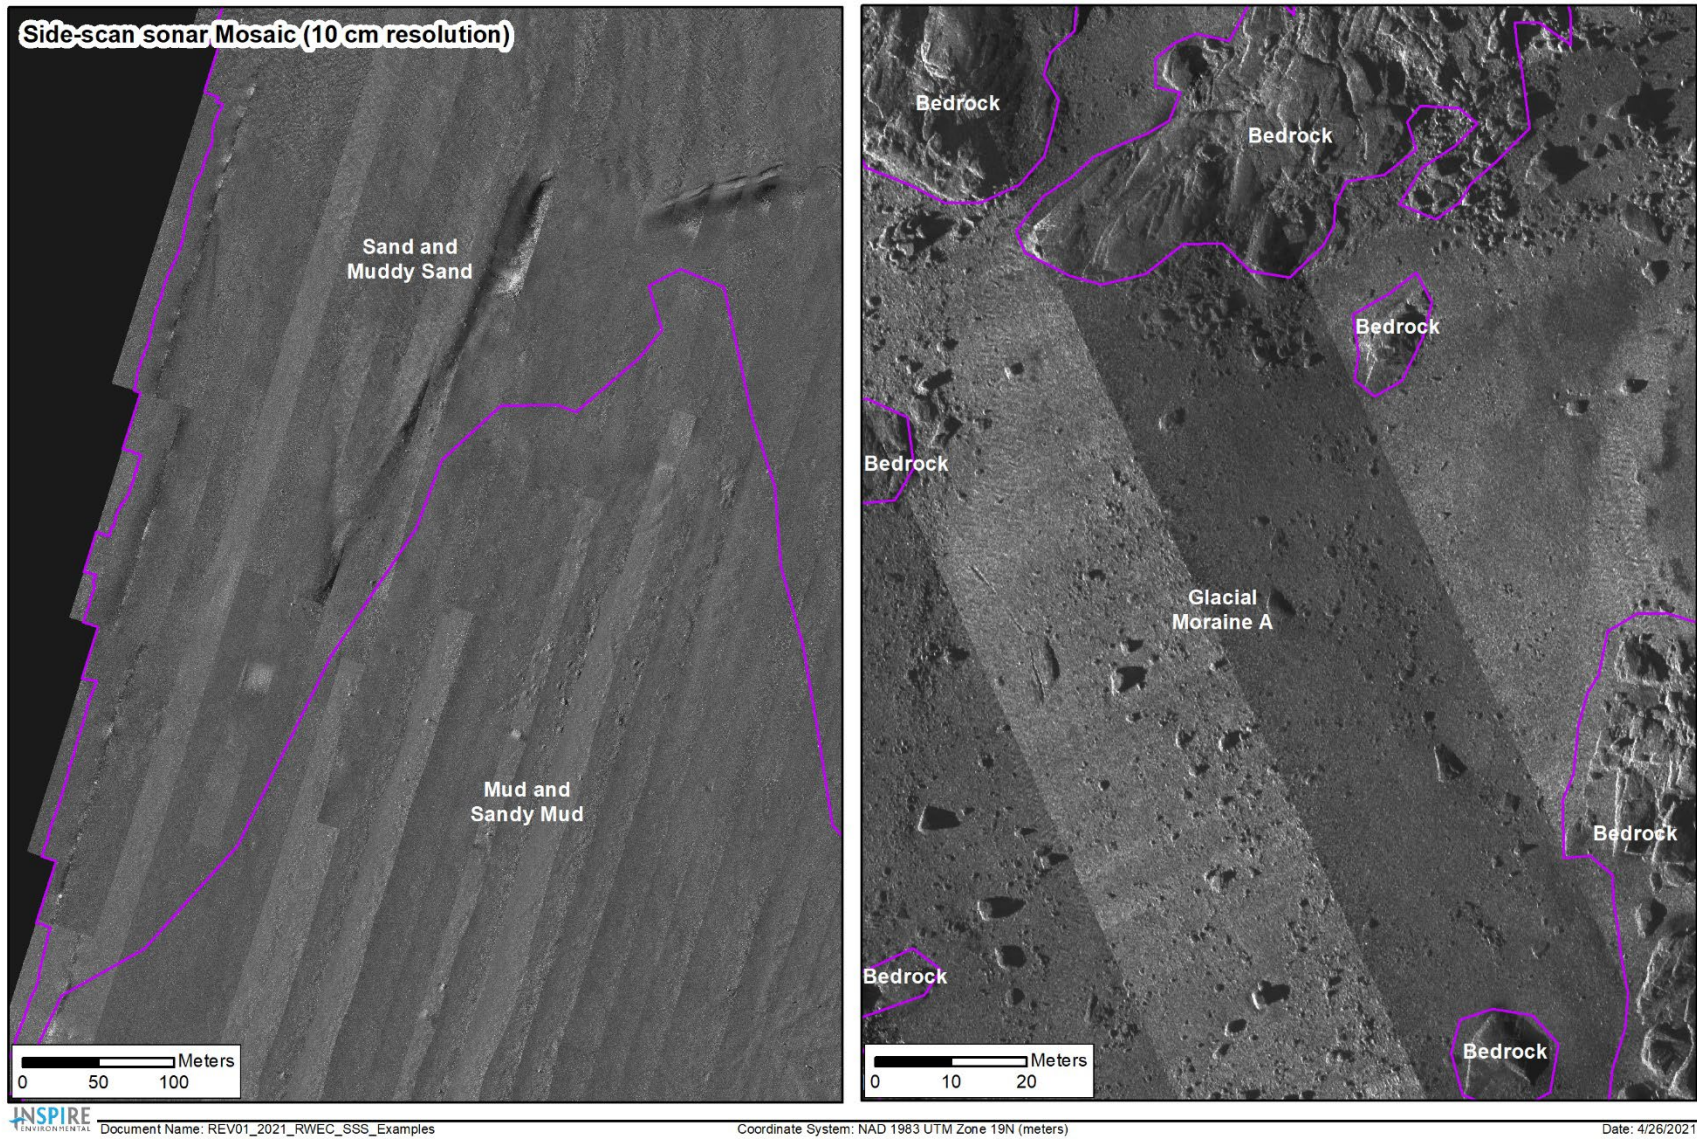 Side-scan sonar Mosaic (10 cm resolution)
Sand and
Muddy Sand
Mud and
Sandy Mud
Meters
0 50 100
Bedrock
Bedrock
Bedrock
Bedrock
Glacial
Moraine A
Bedrock
Bedrock
Bedrock
Meters
0 10 20
INSPIRE
ENVIRONMENTAL
Document Name: REV01_2021_RWEC_SSS_Examples
Coordinate System: NAD 1983 UTM Zone 19N (meters)
Date: 4/26/2021